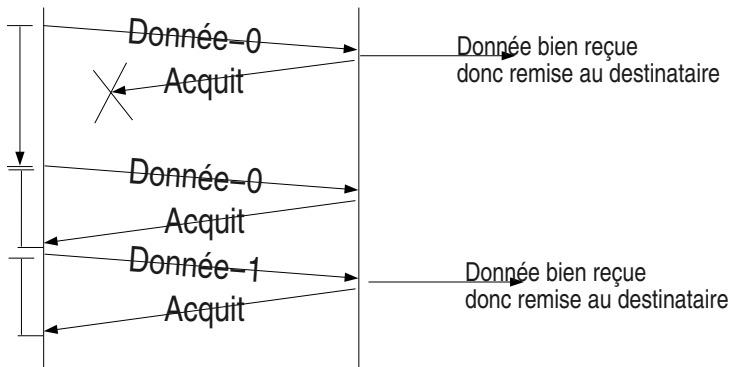 Donnée–0
Donnée bien reçue
donc remise au destinataire
Acquit
Donnée–0
Acquit
Donnée–1
Donnée bien reçue
donc remise au destinataire
Acquit